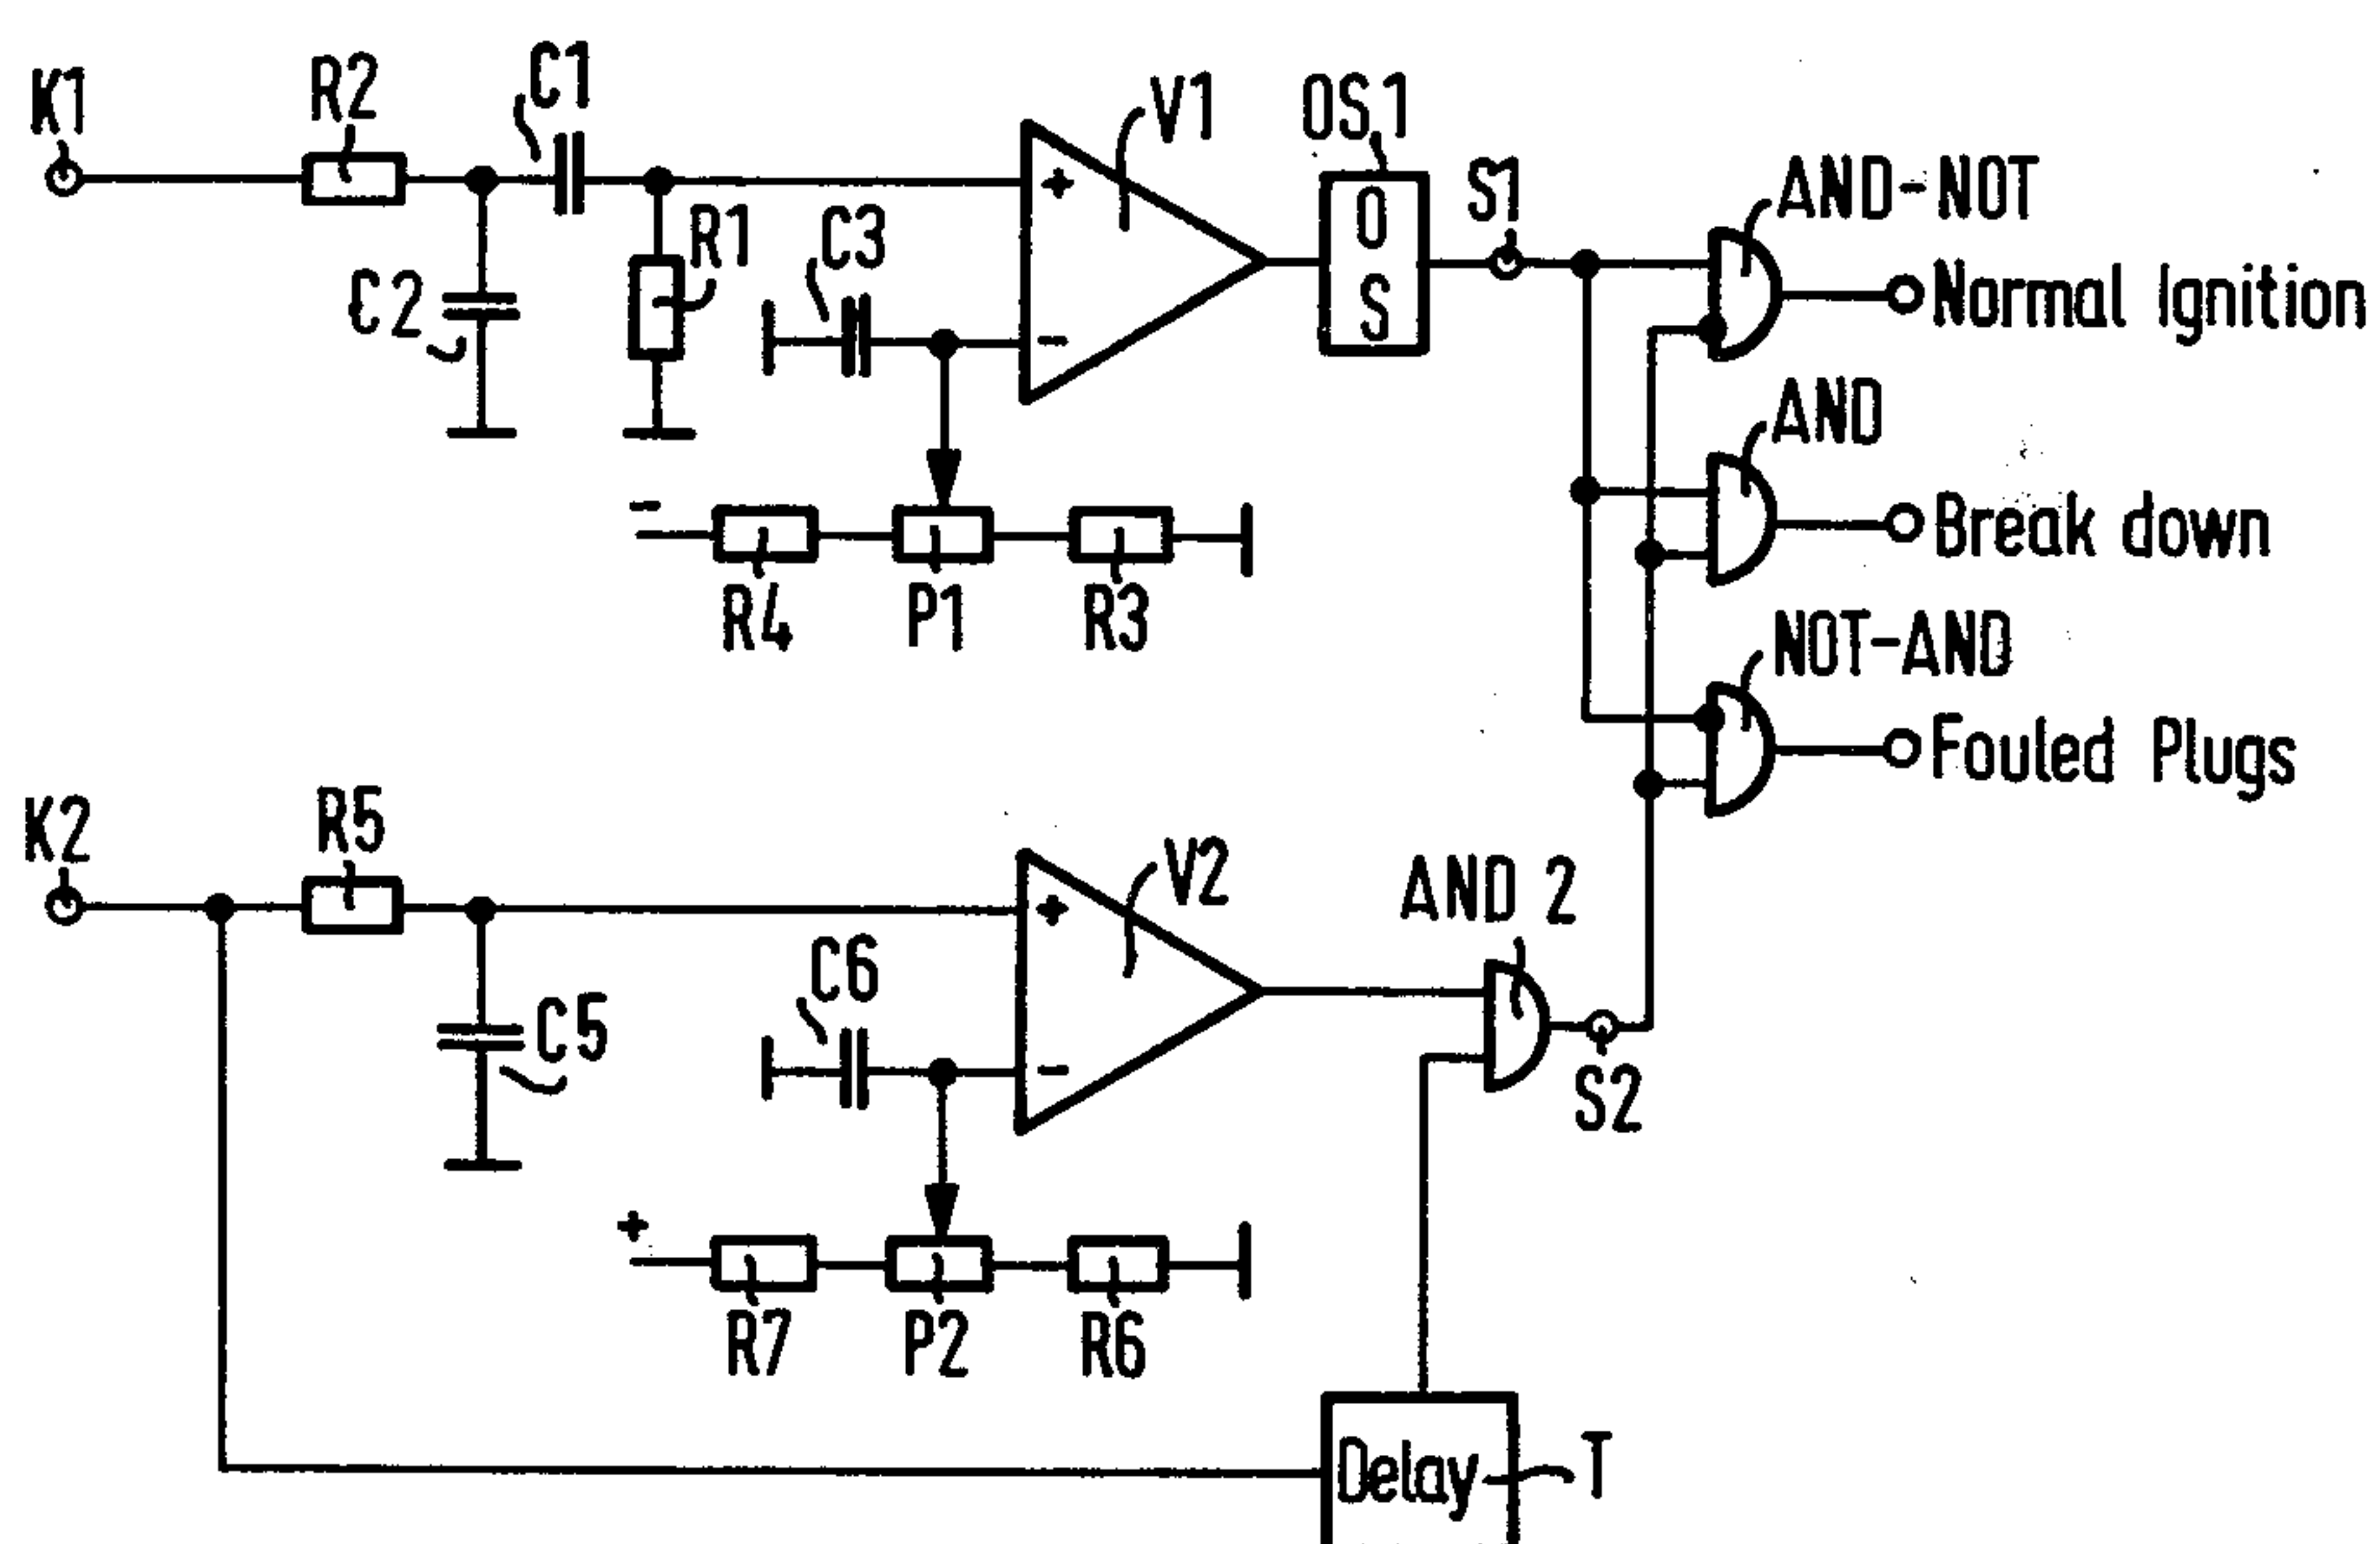 K1
R2
C1
V1
OS1
S1
AND-NOT
+
R1
C3
O
S
C2
-
Normal Ignition
AND
-
Break down
R4
P1
R3
NOT-AND
Fouled Plugs
K2
R5
V2
AND 2
+
C6
C5
-
S2
+
R7
P2
R6
Delay
T